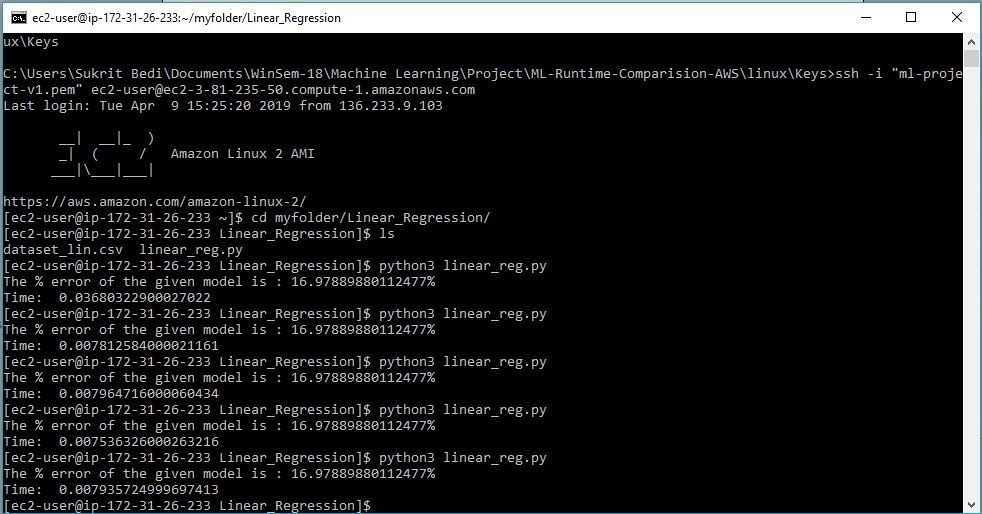 ec2-user@ip-172-31-26-233:~/myfolder/Linear_Regression
ux\Keys
C:\Users\Sukrit Bedi\Documents\WinSem-18\Machine Learning\Project\ML-Runtime-Comparision-AWS\linux\Keys>ssh -i "ml-proje
ct-v1.pem" ec2-user@ec2-3-81-235-50.compute-1.amazonaws.com
Last login: Tue Apr  9 15:25:20 2019 from 136.233.9.103
       __|  __|_  )
       _|  (     /   Amazon Linux 2 AMI
      ___|\___|___|
https://aws.amazon.com/amazon-linux-2/
[ec2-user@ip-172-31-26-233 ~]$ cd myfolder/Linear_Regression/
[ec2-user@ip-172-31-26-233 Linear_Regression]$ ls
dataset_lin.csv  linear_reg.py
[ec2-user@ip-172-31-26-233 Linear_Regression]$ python3 linear_reg.py
The % error of the given model is : 16.97889880112477%
Time:  0.03680322900027022
[ec2-user@ip-172-31-26-233 Linear_Regression]$ python3 linear_reg.py
The % error of the given model is : 16.97889880112477%
Time:  0.007812584000021161
[ec2-user@ip-172-31-26-233 Linear_Regression]$ python3 linear_reg.py
The % error of the given model is : 16.97889880112477%
Time:  0.007964716000060434
[ec2-user@ip-172-31-26-233 Linear_Regression]$ python3 linear_reg.py
The % error of the given model is : 16.97889880112477%
Time:  0.007536326000263216
[ec2-user@ip-172-31-26-233 Linear_Regression]$ python3 linear_reg.py
The % error of the given model is : 16.97889880112477%
Time:  0.007935724999697413
[ec2-user@ip-172-31-26-233 Linear_Regression]$